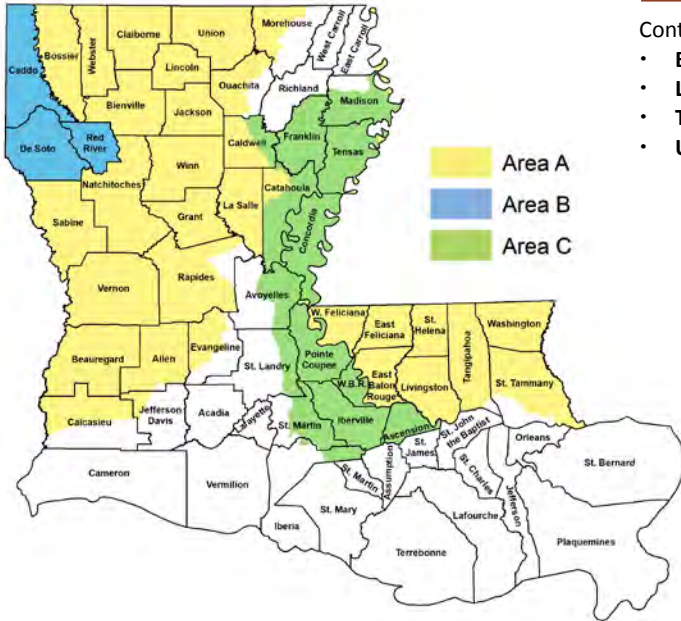 Cont
• E
• L
• T
• U
Area A
Area B
Area C
Caddo
Bossier
Webster
Claiborne
Union
Morehouse
West Carroll
East Carroll
Lincoln
Ouachita
Richland
Madison
Bienville
Jackson
Caldwell
Franklin
Tensas
De Soto
Red
River
Natchitoches
Winn
Catahoula
Sabine
Grant
La Salle
Concordia
Vernon
Rapides
Avoyelles
W. Feliciana
East
Feliciana
St.
Helena
Tangipahoa
Washington
Beauregard
Allen
Evangeline
St. Landry
Pointe
Coupee
W.B.R.
East
Baton
Rouge
Livingston
St. Tammany
Calcasieu
Jefferson
Davis
Acadia
Lafayette
St. Martin
Iberville
Ascension
St. John
the Baptist
St.
James
Orleans
St. Bernard
Cameron
Vermilion
Iberia
St. Martin
St. Mary
Assumption
St. Charles
Jefferson
Lafourche
Terrebonne
Plaquemines